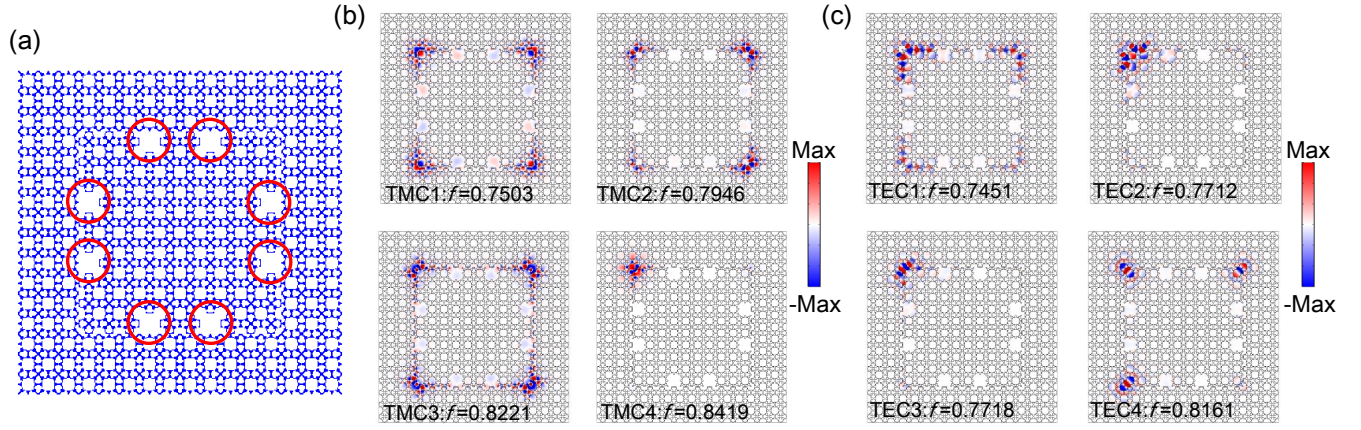 (a)
(b)
TMC1:f=0.7503
TMC2:f=0.7946
TMC3:f=0.8221
TMC4:f=0.8419
Max
-Max
(c)
TEC1:f=0.7451
TEC2:f=0.7712
TEC3:f=0.7718
TEC4:f=0.8161
Max
-Max